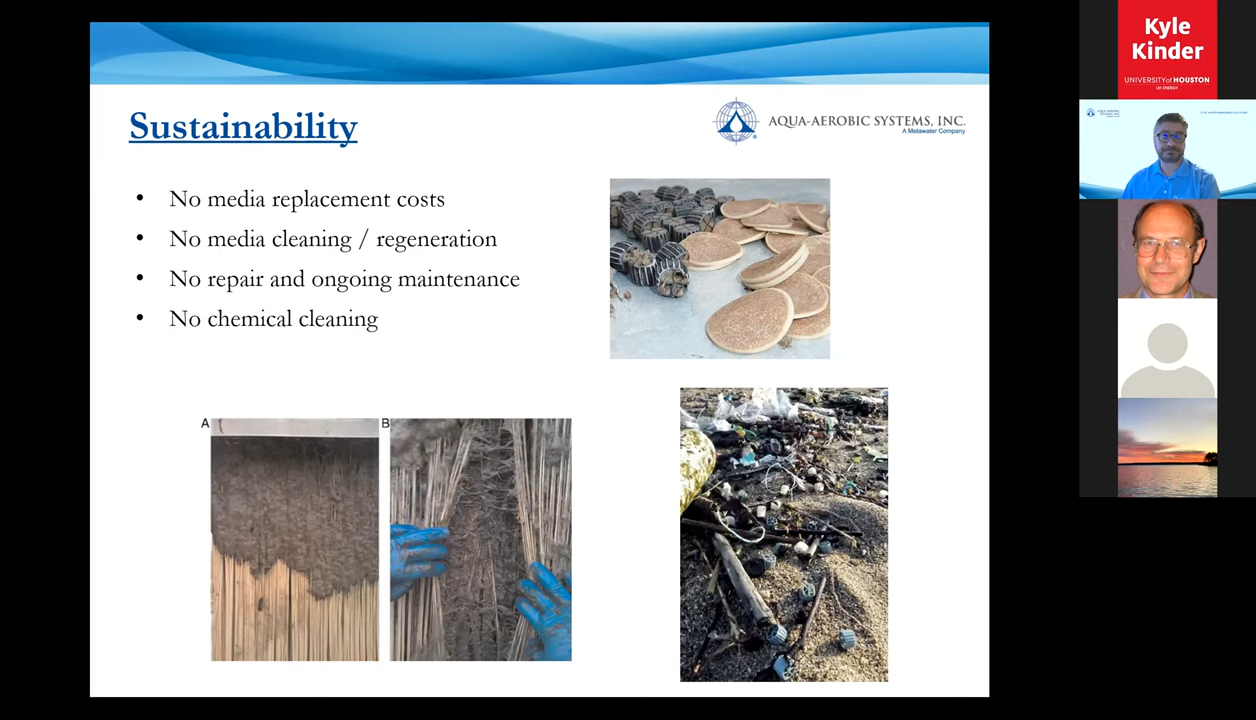 Sustainability
AQUA-AEROBIC SYSTEMS, INC.
A Metawater Company
• No media replacement costs
• No media cleaning / regeneration
• No repair and ongoing maintenance
• No chemical cleaning
A
B
Kyle
Kinder
UNIVERSITY of HOUSTON
UH ENERGY